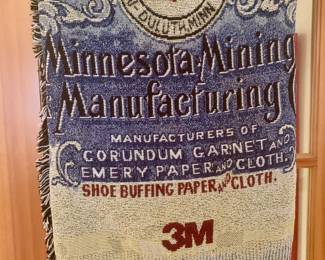 OF DULUTH, MINN.
Minnesota Mining
Manufacturing
MANUFACTURERS OF
CORUNDUM GARNET AND
EMERY PAPER AND CLOTH.
SHOE BUFFING PAPER AND CLOTH.
3M